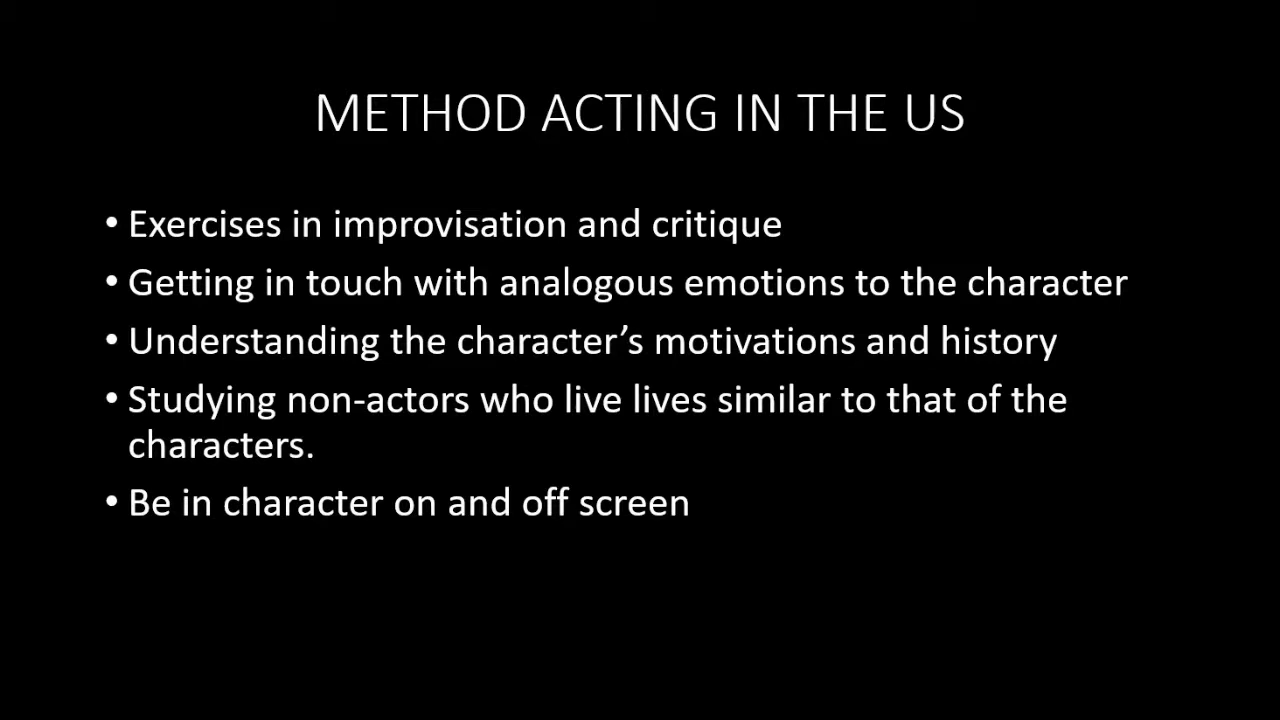 METHOD ACTING IN THE US
• Exercises in improvisation and critique
• Getting in touch with analogous emotions to the character
• Understanding the character’s motivations and history
• Studying non-actors who live lives similar to that of the
characters.
• Be in character on and off screen